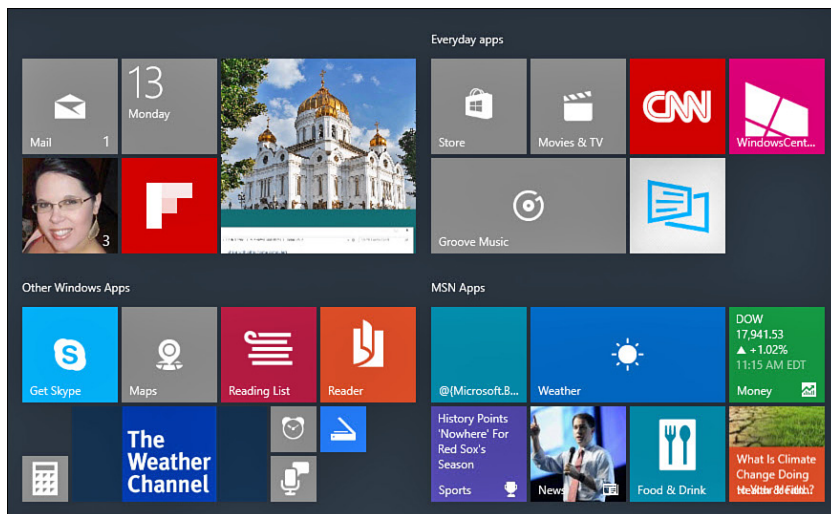 Everyday apps
Mail 1
13
Monday
3
Store
Movies & TV
CNN
WindowsCent...
Groove Music
Other Windows Apps
Get Skype
Maps
Reading List
Reader
The
Weather
Channel
MSN Apps
@{Microsoft.B...
Weather
DOW
17,941.53
▲ +1.02%
11:15 AM EDT
Money
History Points
'Nowhere' For
Red Sox's
Season
Sports
News
Food & Drink
What Is Climate
Change Doing